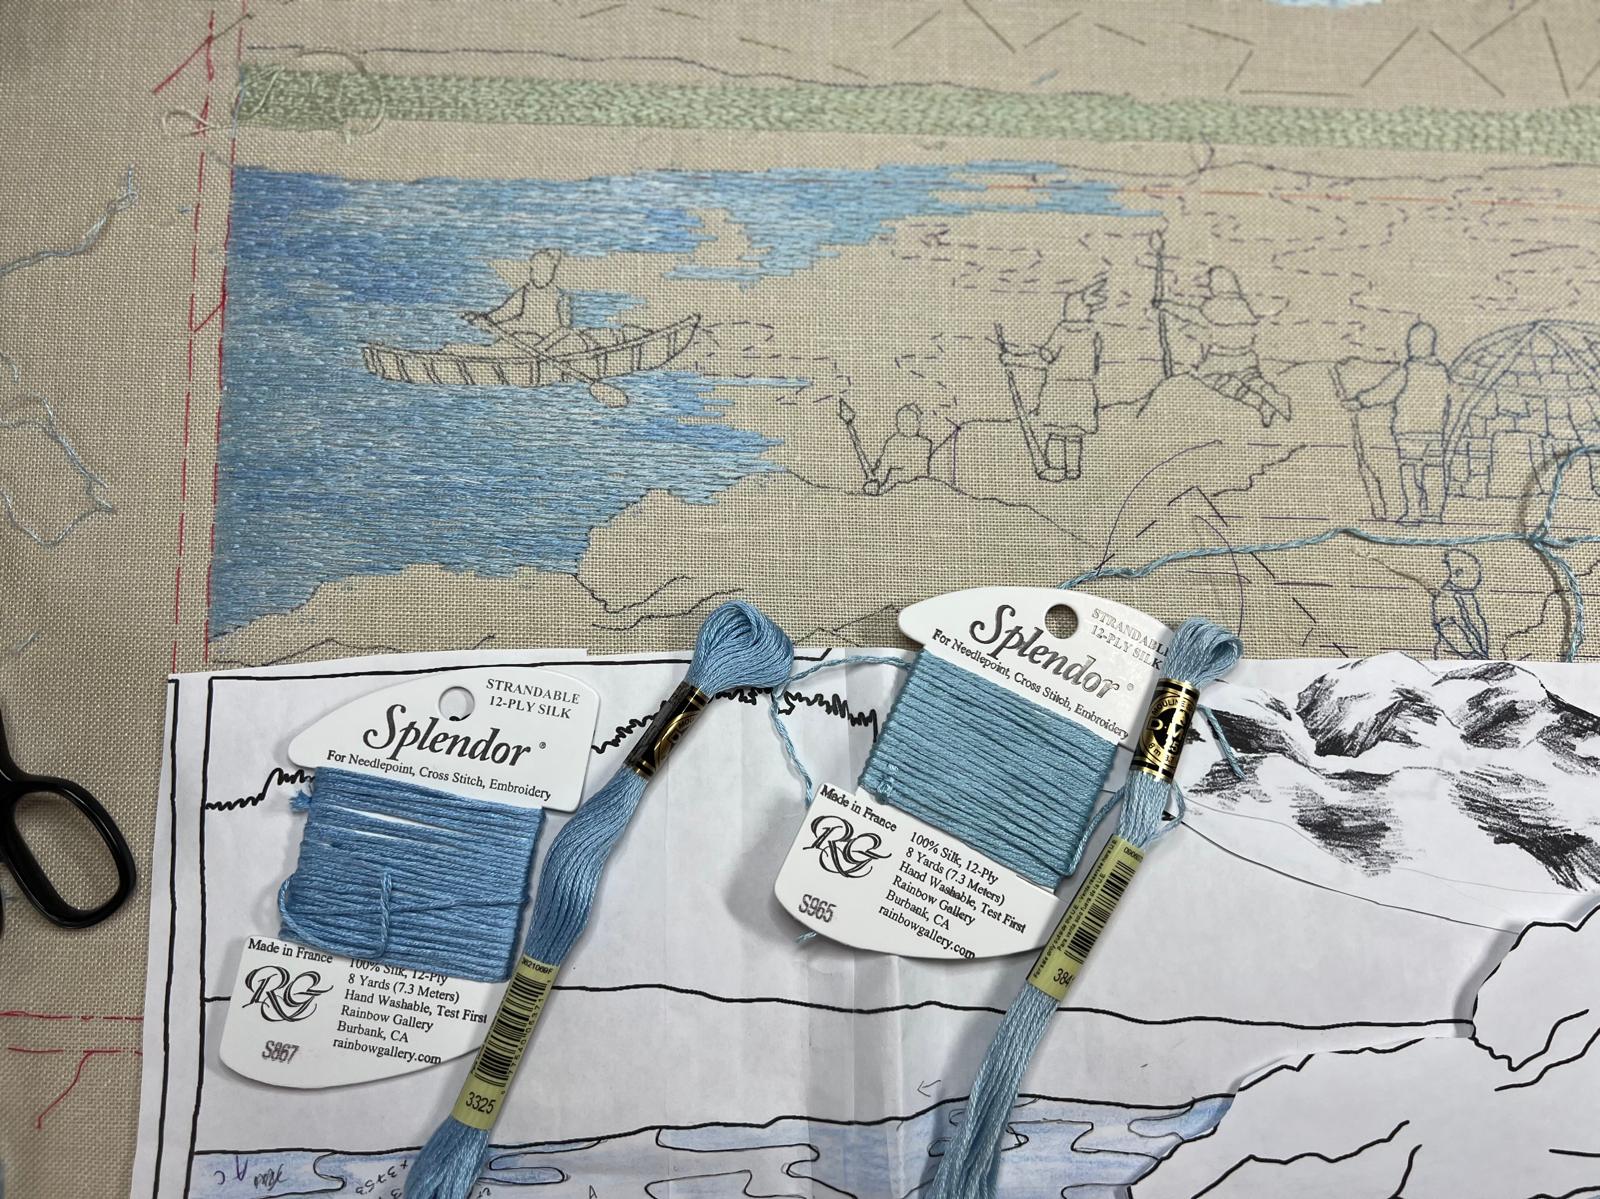 STRANDABLE
12-PLY SILK
Splendor®
For Needlepoint, Cross Stitch, Embroidery
Made in France
RG
100% Silk, 12-Ply
8 Yards (7.3 Meters)
Hand Washable, Test First
Rainbow Gallery
Burbank, CA
rainbowgallery.com
S867
3325
STRANDABLE
12-PLY SILK
Splendor®
For Needlepoint, Cross Stitch, Embroidery
Made in France
RG
100% Silk, 12-Ply
8 Yards (7.3 Meters)
Hand Washable, Test First
Rainbow Gallery
Burbank, CA
rainbowgallery.com
S965
384
A C